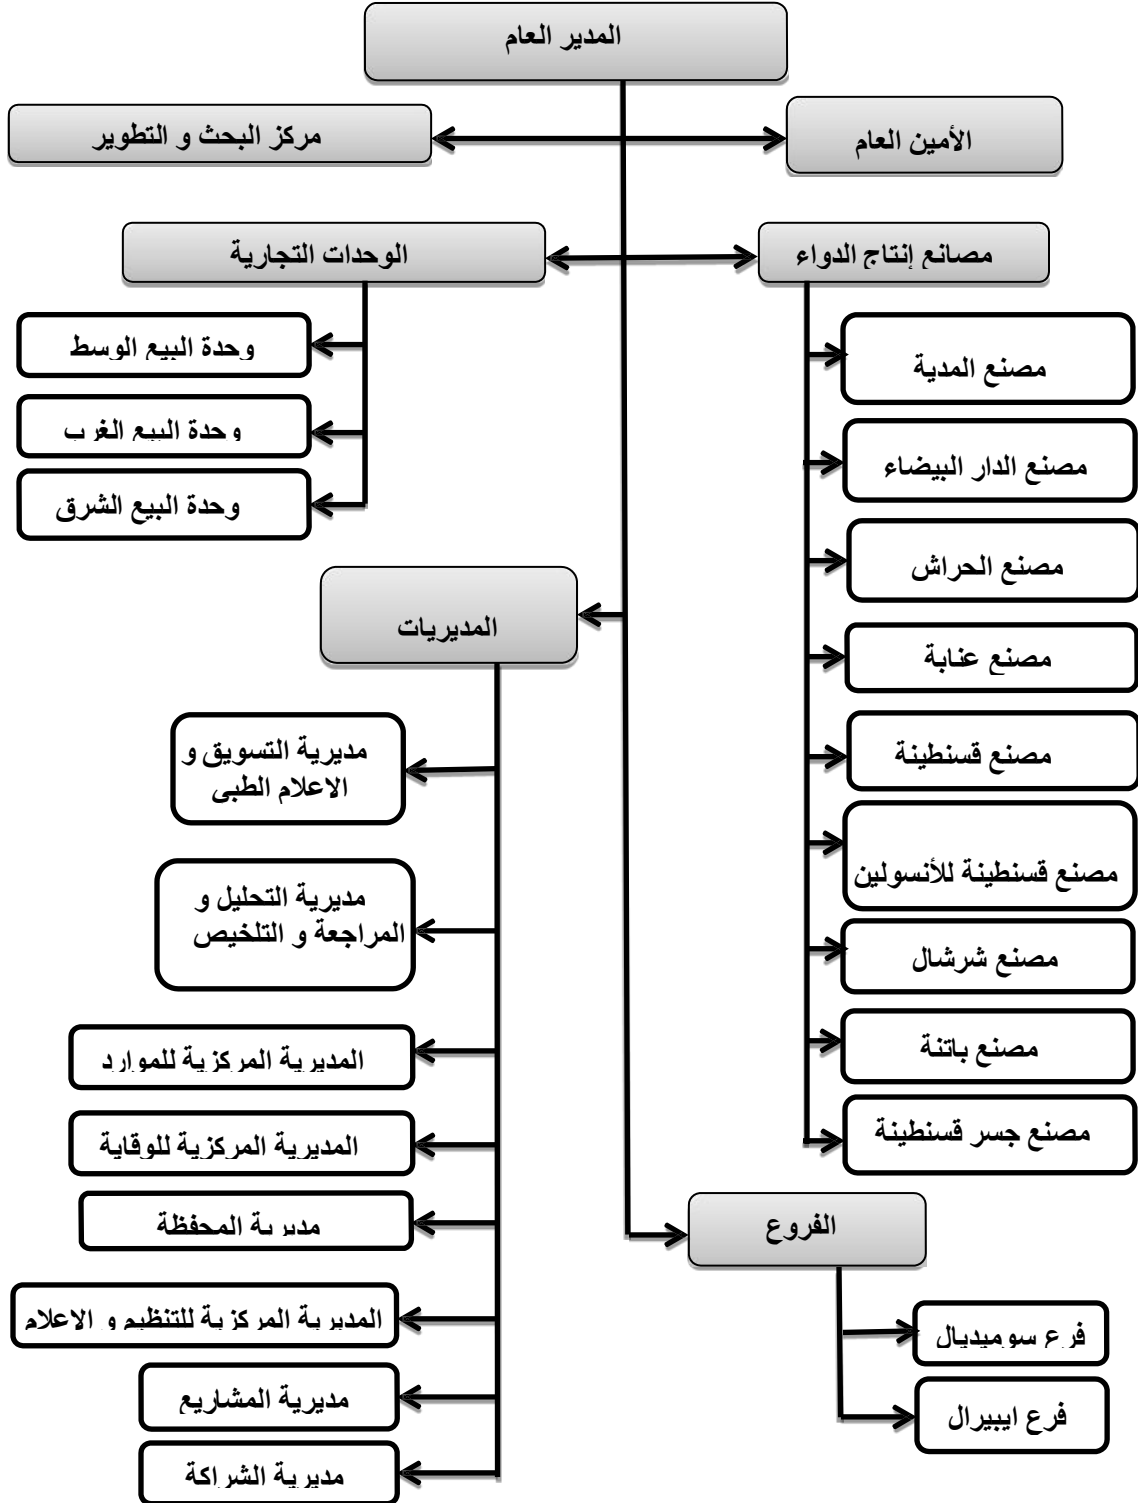 المدير العام
الأمين العام
مركز البحث و التطوير
مصانع إنتاج الدواء
الوحدات التجارية
مصنع المدية
مصنع الدار البيضاء
مصنع الحراش
مصنع عنابة
مصنع قسنطينة
مصنع قسنطينة للأنسولين
مصنع شرشال
مصنع باتنة
مصنع جسر قسنطينة
وحدة البيع الوسط
وحدة البيع الغرب
وحدة البيع الشرق
المديريات
مديرية التسويق و
الاعلام الطبي
مديرية التحليل و
المراجعة و التلخيص
المديرية المركزية للموارد
المديرية المركزية للوقاية
مديرية المحفظة
المديرية المركزية للتنظيم و الاعلام
مديرية المشاريع
مديرية الشراكة
الفروع
فرع سوميديال
فرع ايبيرال